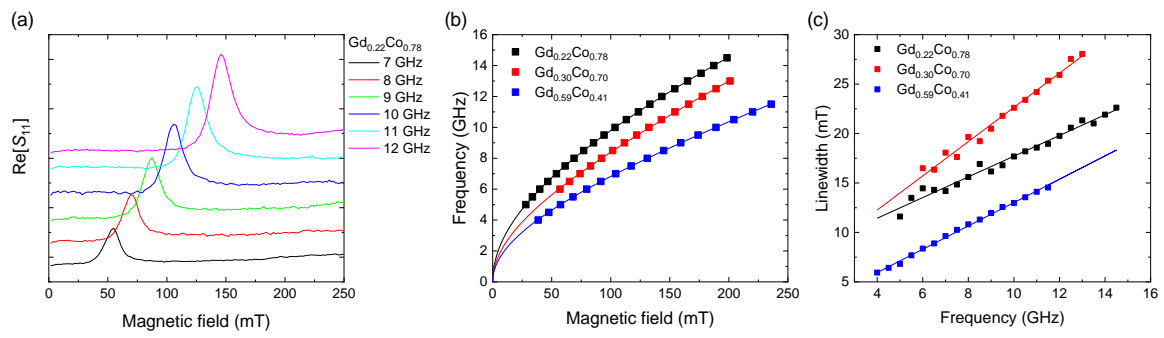 (a)
Re[S₁₁]
Gd₀.₂₂Co₀.₇₈
7 GHz
8 GHz
9 GHz
10 GHz
11 GHz
12 GHz
0 50 100 150 200 250
Magnetic field (mT)
(b)
Frequency (GHz)
16
14
12
10
8
6
4
2
0
Gd₀.₂₂Co₀.₇₈
Gd₀.₃₀Co₀.₇₀
Gd₀.₅₉Co₀.₄₁
0 50 100 150 200 250
Magnetic field (mT)
(c)
Linewidth (mT)
30
25
20
15
10
5
Gd₀.₂₂Co₀.₇₈
Gd₀.₃₀Co₀.₇₀
Gd₀.₅₉Co₀.₄₁
4 6 8 10 12 14 16
Frequency (GHz)